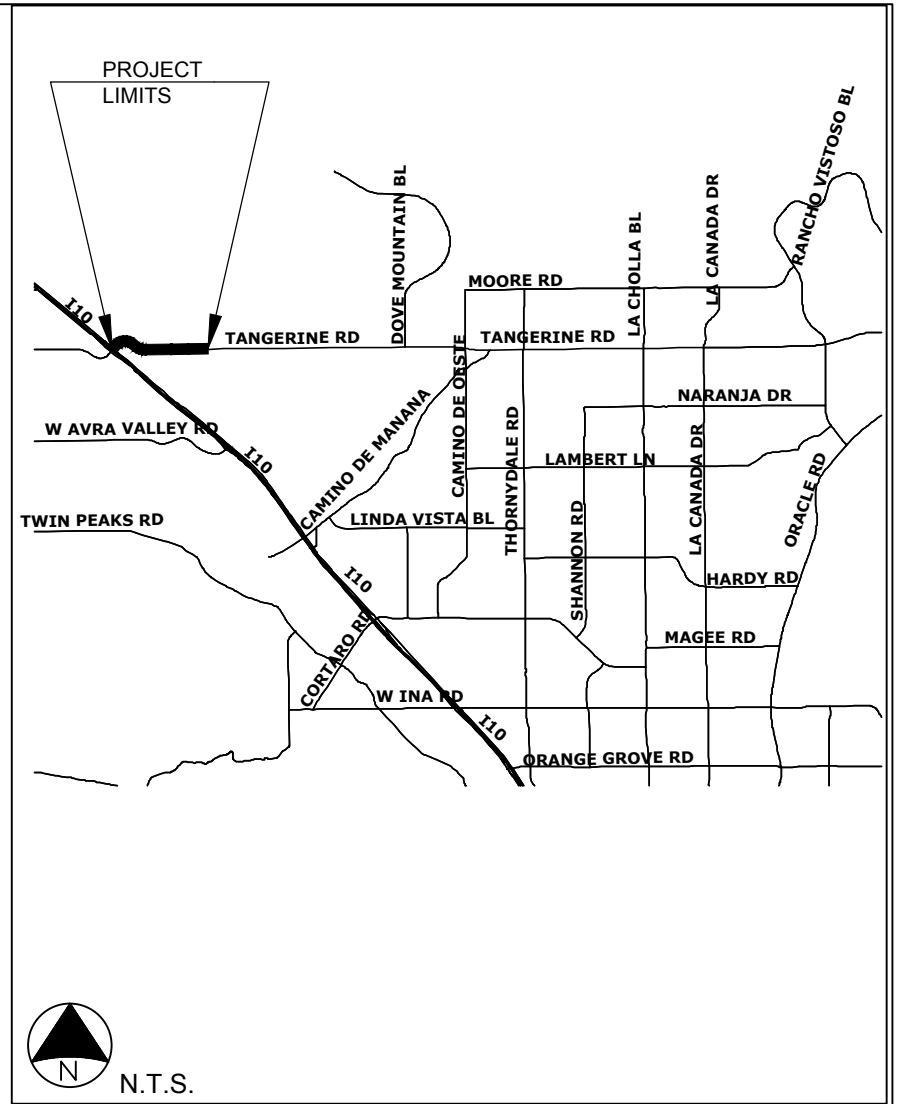 PROJECT
LIMITS
RANCHO VISTOSO BL
DOVE MOUNTAIN BL
LA CANADA DR
LA CHOLLA BL
MOORE RD
I10
TANGERINE RD
TANGERINE RD
CAMINO DE OESTE
NARANJA DR
CAMINO DE MANANA
THORNYDALE RD
W AVRA VALLEY RD
I10
LAMBERT LN
LA CANADA DR
ORACLE RD
TWIN PEAKS RD
LINDA VISTA BL
SHANNON RD
I10
HARDY RD
CORTARO RD
MAGEE RD
W INA RD
I10
ORANGE GROVE RD
N
N.T.S.